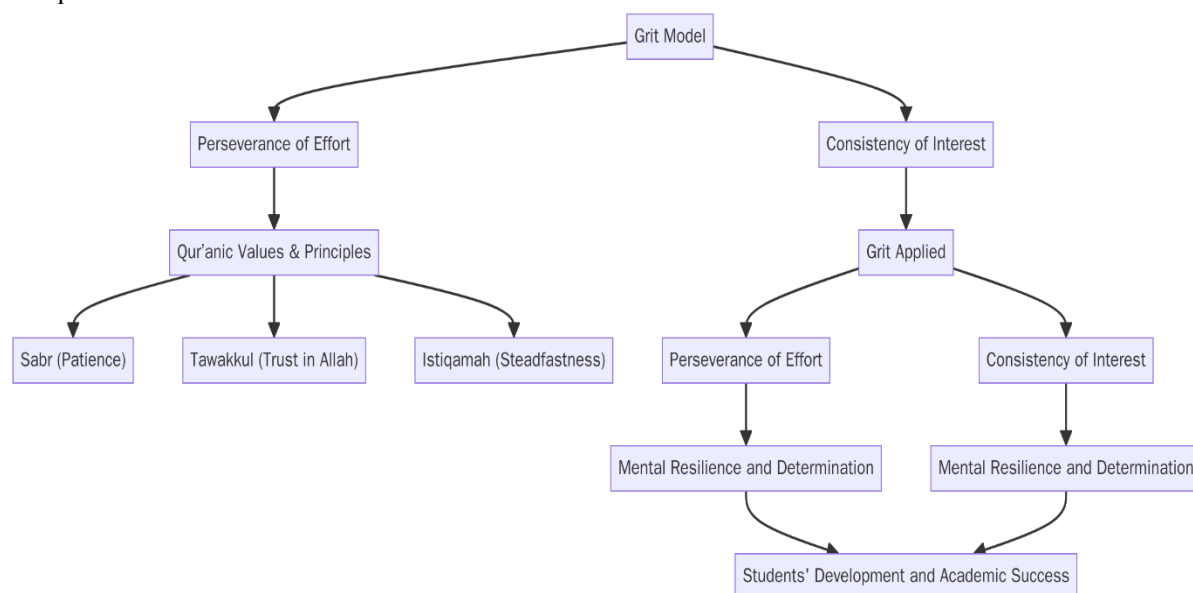 Grit Model
Perseverance of Effort
Consistency of Interest
Qur'anic Values & Principles
Grit Applied
Sabr (Patience)
Tawakkul (Trust in Allah)
Istiqamah (Steadfastness)
Perseverance of Effort
Consistency of Interest
Mental Resilience and Determination
Mental Resilience and Determination
Students' Development and Academic Success